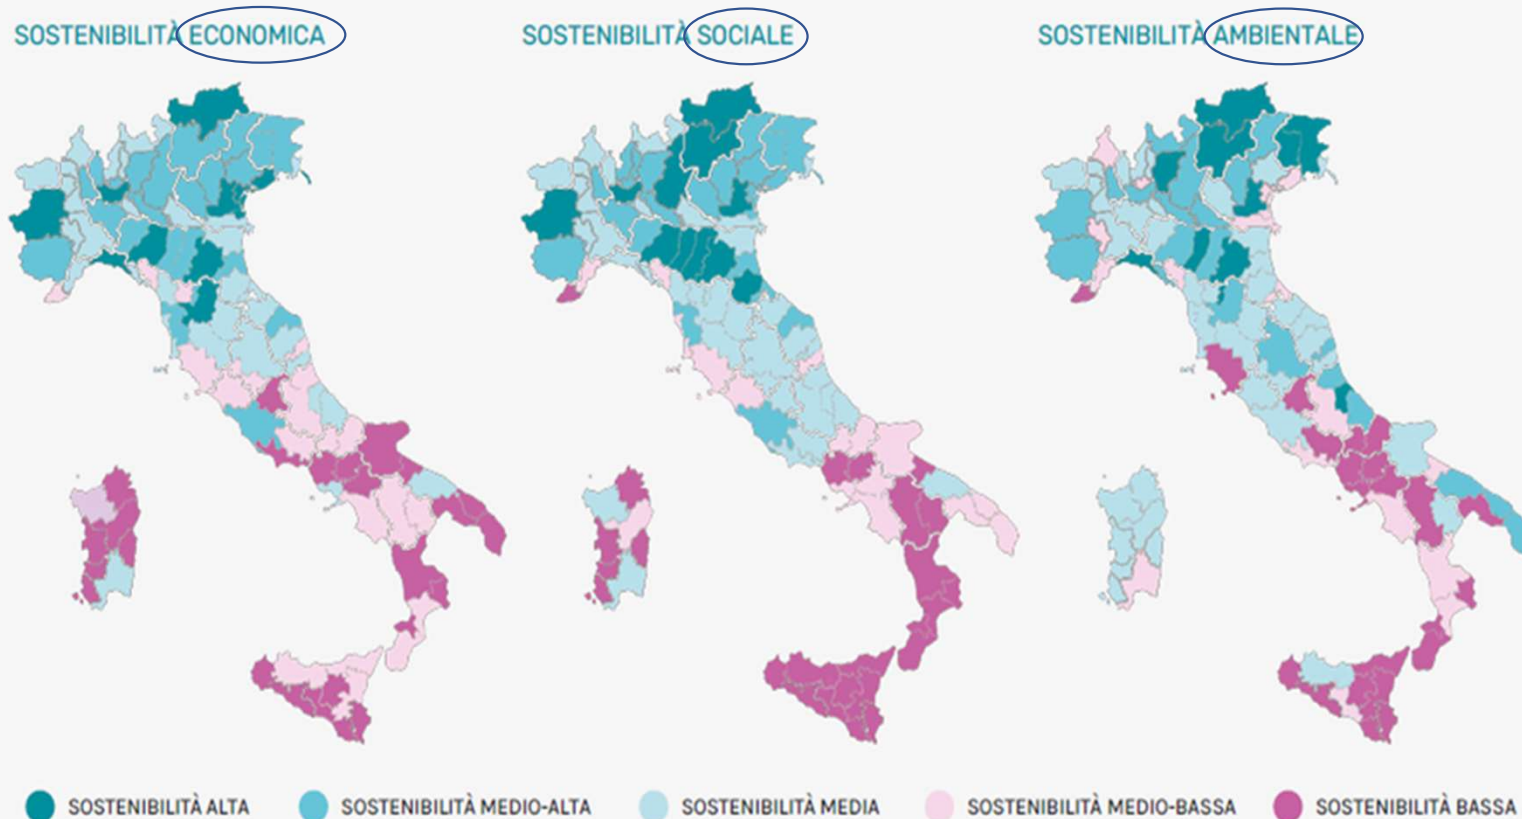 SOSTENIBILITÀ ECONOMICA
SOSTENIBILITÀ SOCIALE
SOSTENIBILITÀ AMBIENTALE
SOSTENIBILITÀ ALTA
SOSTENIBILITÀ MEDIO-ALTA
SOSTENIBILITÀ MEDIA
SOSTENIBILITÀ MEDIO-BASSA
SOSTENIBILITÀ BASSA